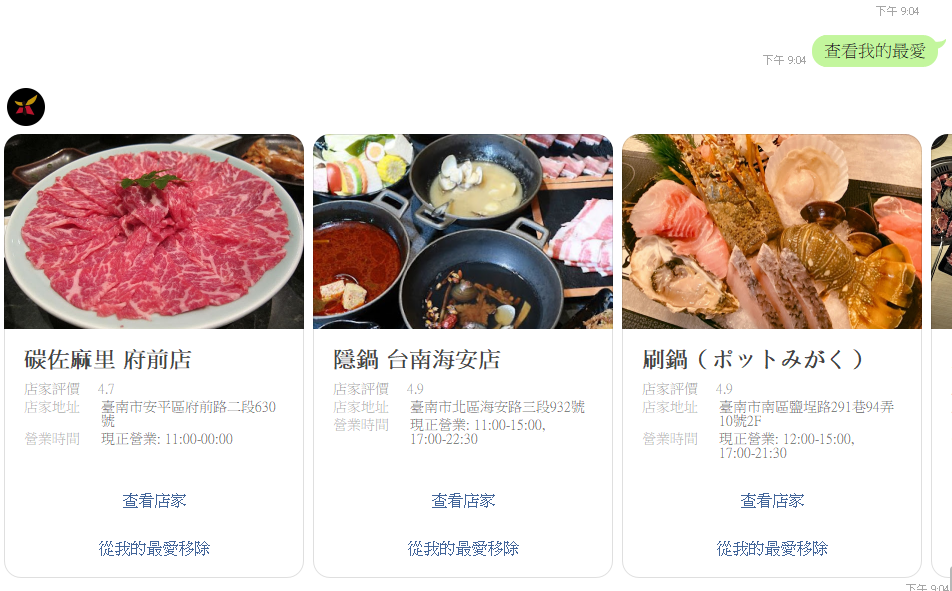 下午 9:04
查看我的最愛
下午 9:04
碳佐麻里 府前店
店家評價 4.7
店家地址 臺南市安平區府前路二段630
號
營業時間 現正營業: 11:00-00:00
查看店家
從我的最愛移除
隱鍋 台南海安店
店家評價 4.9
店家地址 臺南市北區海安路三段932號
營業時間 現正營業: 11:00-15:00,
17:00-22:30
查看店家
從我的最愛移除
刷鍋（ポットみがく）
店家評價 4.9
店家地址 臺南市南區鹽埕路291巷94弄
10號2F
營業時間 現正營業: 12:00-15:00,
17:00-21:30
查看店家
從我的最愛移除
下午 9:04